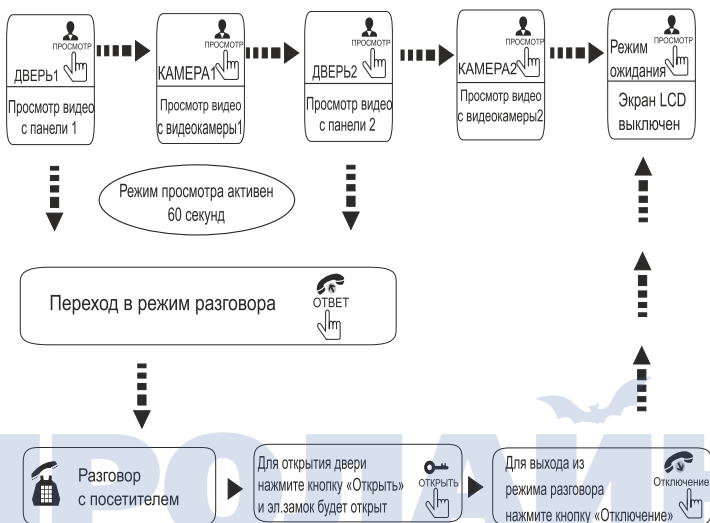 ПРОСМОТР
ДВЕРЬ1
Просмотр видео
с панели 1
ПРОСМОТР
КАМЕРА1
Просмотр видео
с видеокамеры1
ПРОСМОТР
ДВЕРЬ2
Просмотр видео
с панели 2
ПРОСМОТР
КАМЕРА2
Просмотр видео
с видеокамеры2
ПРОСМОТР
Режим
ожидания
Экран LCD
выключен
Режим просмотра активен
60 секунд
Переход в режим разговора
ОТВЕТ
Разговор
с посетителем
Для открытия двери
нажмите кнопку «Открыть»
и эл.замок будет открыт
ОТКРЫТЬ
Для выхода из
режима разговора
нажмите кнопку «Отключение»
Отключение